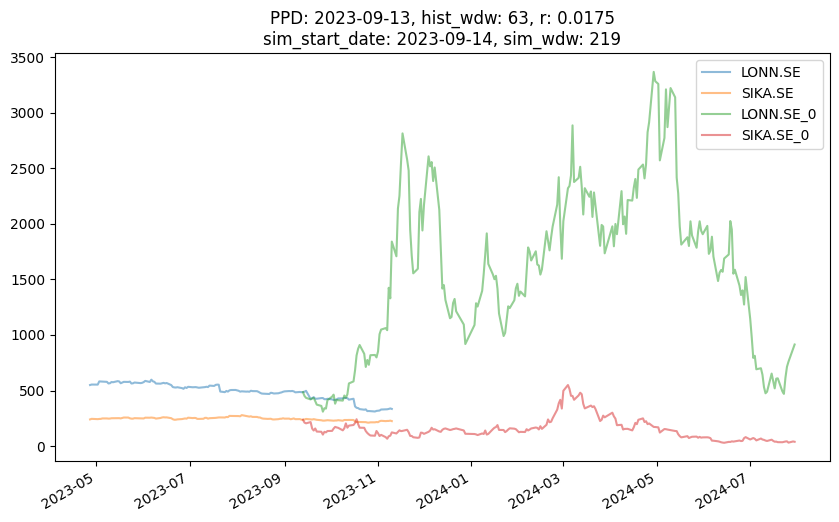 PPD: 2023-09-13, hist_wdw: 63, r: 0.0175
sim_start_date: 2023-09-14, sim_wdw: 219
3500
3000
2500
2000
1500
1000
500
0
LONN.SE
SIKA.SE
LONN.SE_0
SIKA.SE_0
2023-05
2023-07
2023-09
2023-11
2024-01
2024-03
2024-05
2024-07